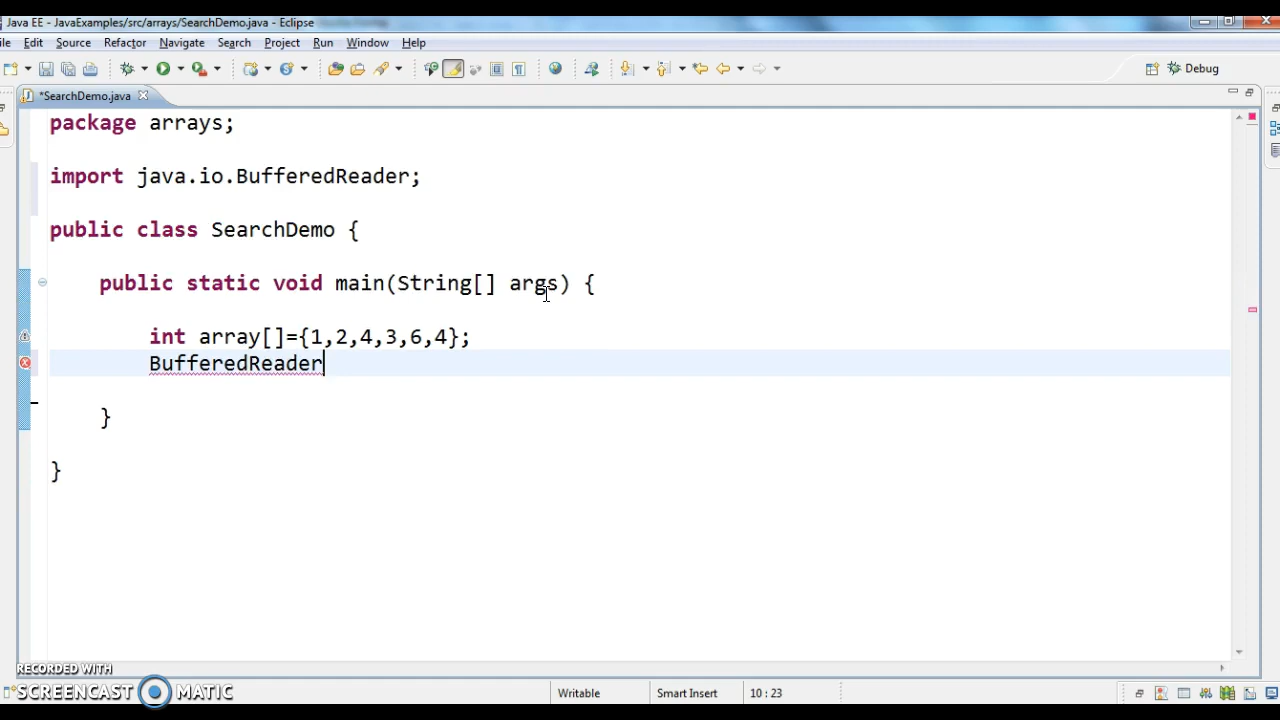 Java EE - JavaExamples/src/arrays/SearchDemo.java - Eclipse
ile Edit Source Refactor Navigate Search Project Run Window Help
Debug
*SearchDemo.java
package arrays;
import java.io.BufferedReader;
public class SearchDemo {
public static void main(String[] args) {
int array[]={1,2,4,3,6,4};
BufferedReader
}
}
RECORDED WITH
SCREENCAST MATIC
Writable Smart Insert 10 : 23